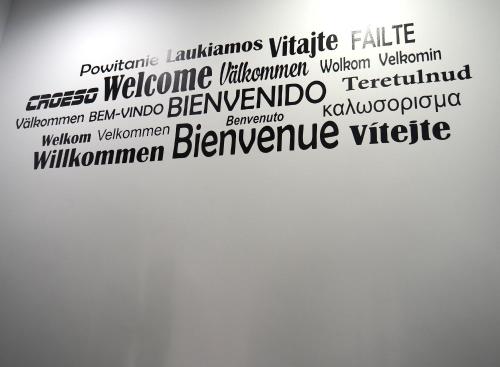 Powitanie Laukiamos Vitajte FÁILTE
CROESO Welcome Välkommen Wolkom Velkomin
Välkommen BEM-VINDO BIENVENIDO Teretulnud
Welkom Velkommen Benvenuto καλωσορισμα
Willkommen Bienvenue Vítejte